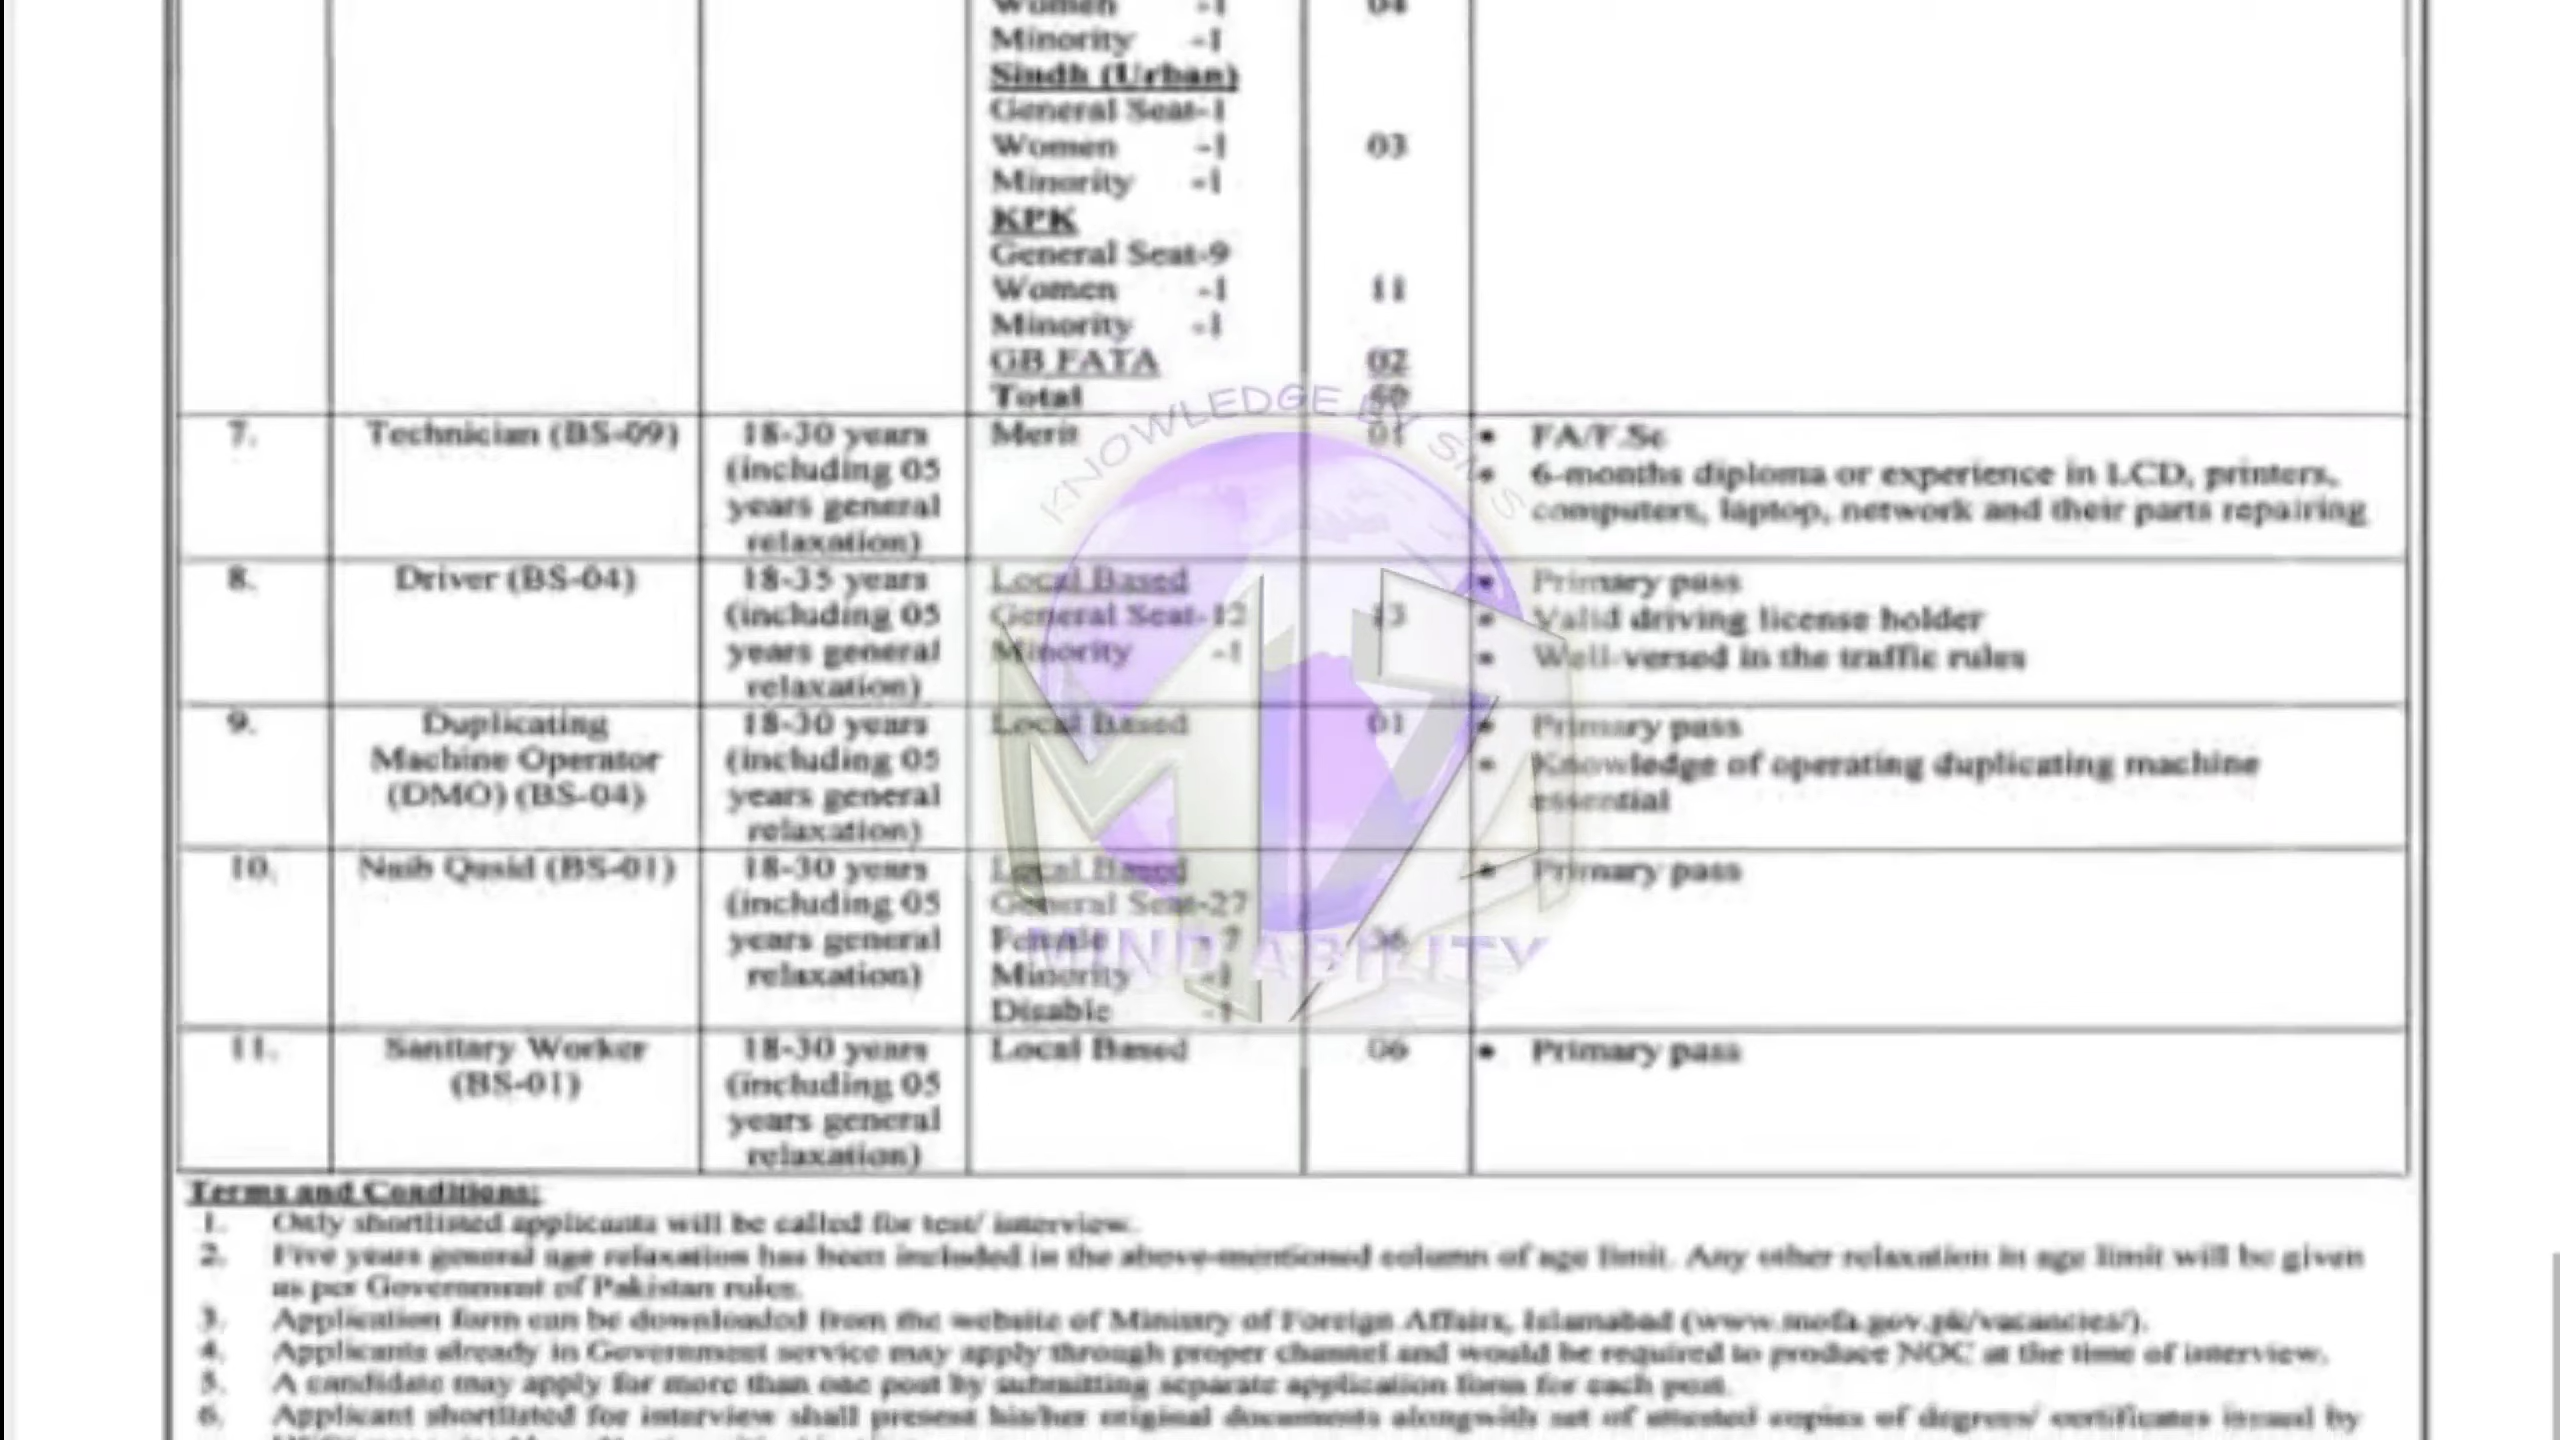 Women -1 04
Minority -1
Sindh (Urban)
General Seat-1
Women -1 03
Minority -1
KPK
General Seat-9
Women -1 11
Minority -1
GB FATA 02
Total
7. Technician (BS-09) 18-30 years Merit 01 • FA/F.Sc
(including 05 • 6-months diploma or experience in LCD, printers,
years general computers, laptop, network and their parts repairing
relaxation)
8. Driver (BS-04) 18-35 years Local Based • Primary pass
(including 05 General Seat-12 13 • Valid driving license holder
years general Minority -1 • Well-versed in the traffic rules
relaxation)
9. Duplicating 18-30 years Local Based 01 • Primary pass
Machine Operator (including 05 • Knowledge of operating duplicating machine
(DMO) (BS-04) years general essential
relaxation)
10. Naib Qasid (BS-01) 18-30 years Local Based • Primary pass
(including 05 General Seat-27
years general Female -7 36
relaxation) Minority -1
Disable -1
11. Sanitary Worker 18-30 years Local Based 06 • Primary pass
(BS-01) (including 05
years general
relaxation)
KNOWLEDGE BY
MIND ABILITY
Terms and Conditions:
1. Only shortlisted applicants will be called for test/ interview.
2. Five years general age relaxation has been included in the above-mentioned column of age limit. Any other relaxation in age limit will be given
as per Government of Pakistan rules.
3. Application form can be downloaded from the website of Ministry of Foreign Affairs, Islamabad (www.mofa.gov.pk/vacancies/).
4. Applicants already in Government service may apply through proper channel and would be required to produce NOC at the time of interview.
5. A candidate may apply for more than one post by submitting separate application form for each post.
6. Applicant shortlisted for interview shall present his/her original documents alongwith set of attested copies of degrees/ certificates issued by